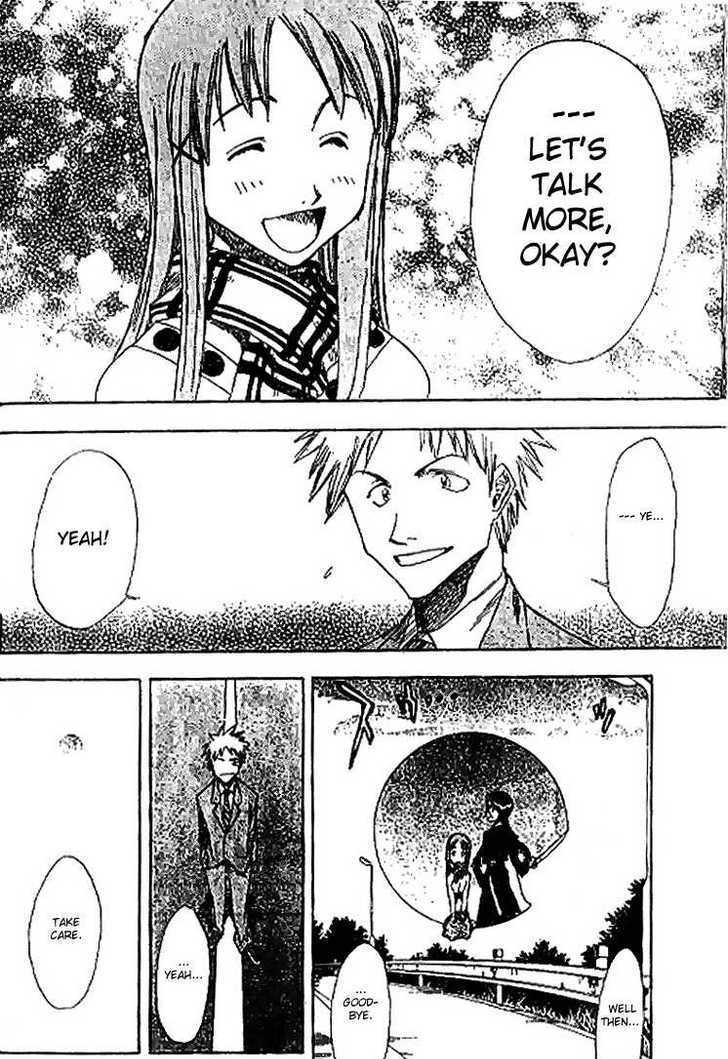 ---
LET'S
TALK
MORE,
OKAY?
--- YE...
YEAH!
WELL
THEN...
...
GOOD-
BYE.
...
YEAH...
TAKE
CARE.